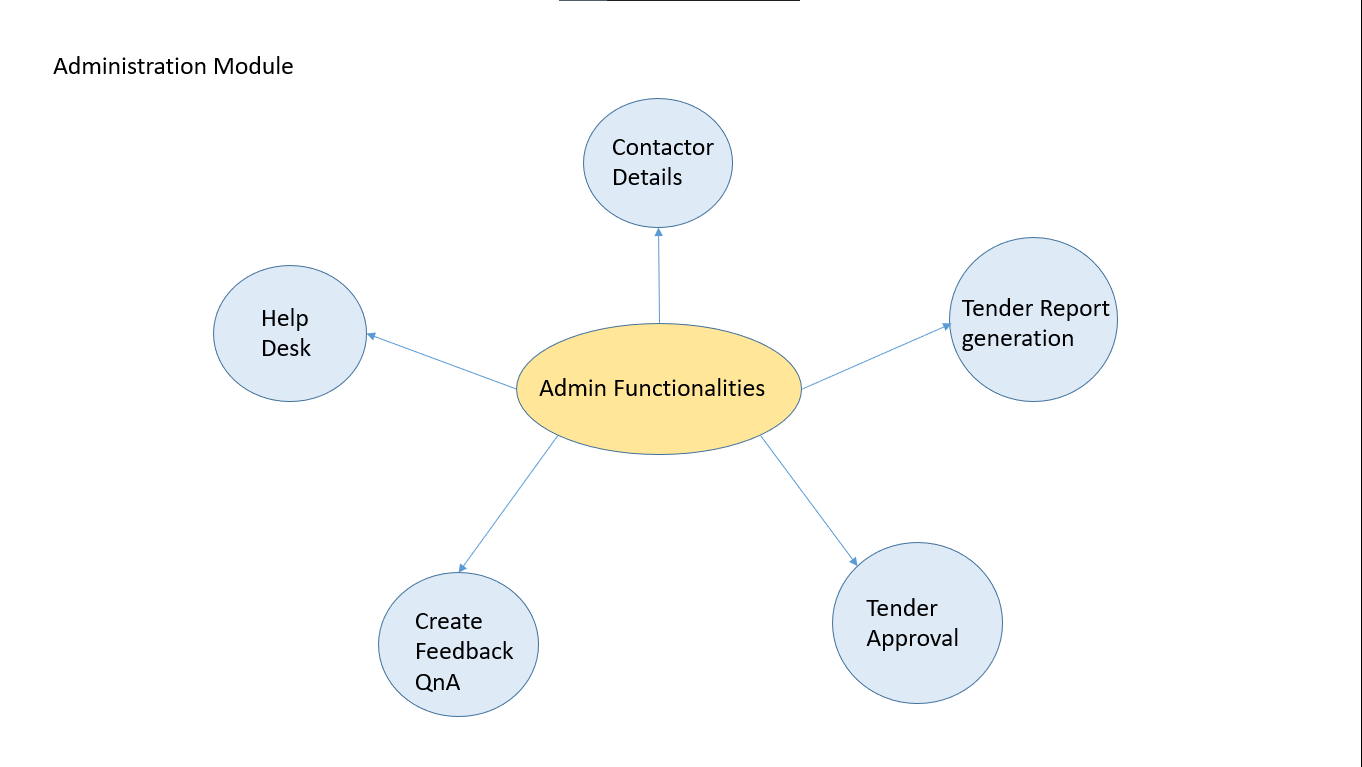 Administration Module
Contactor
Details
Tender Report
generation
Help
Desk
Admin Functionalities
Create
Feedback
QnA
Tender
Approval